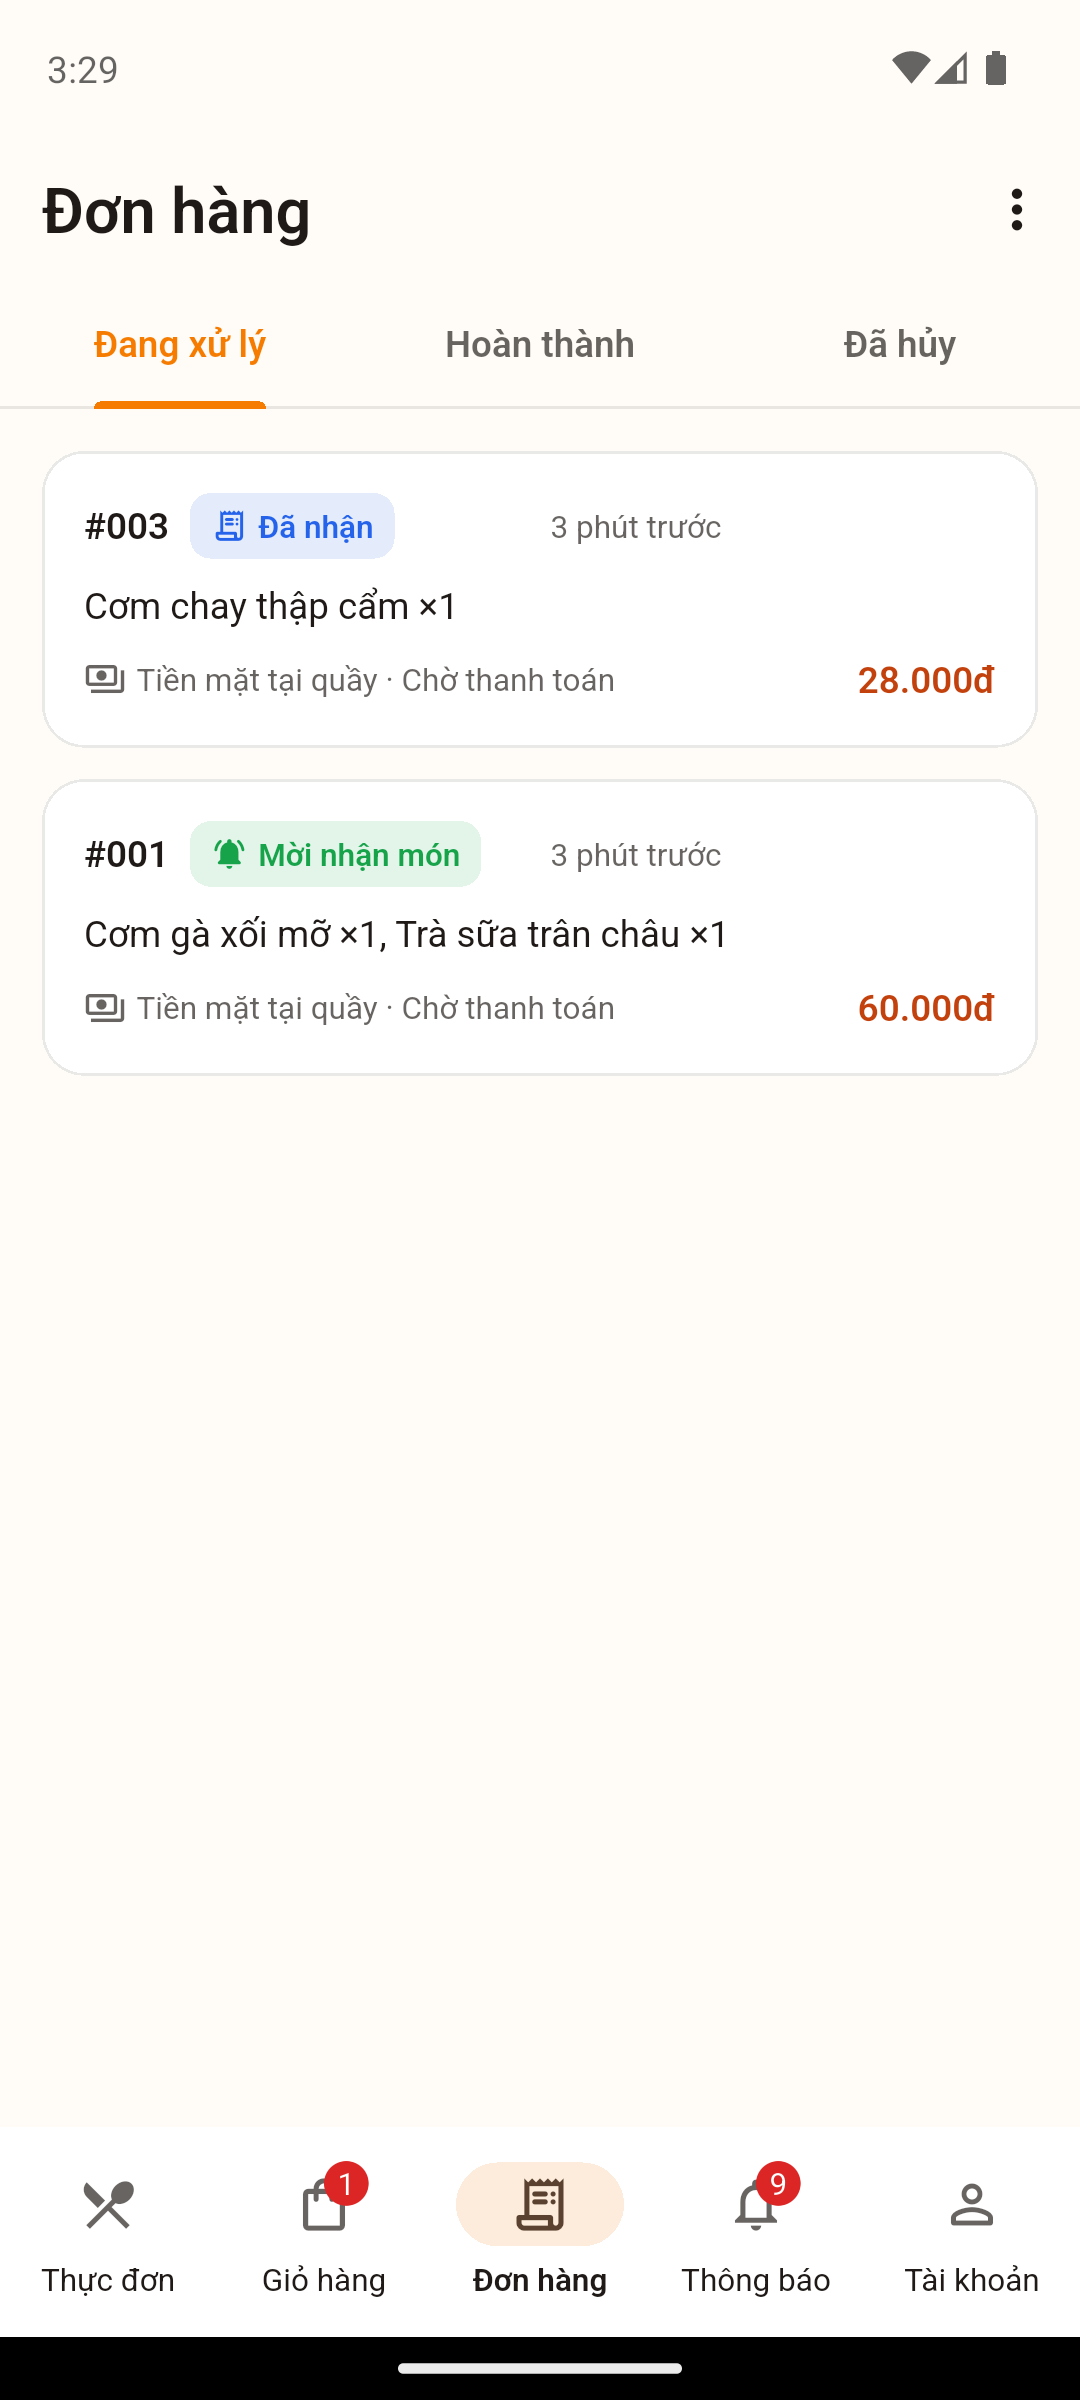 3:29
Đơn hàng
Đang xử lý Hoàn thành Đã hủy
#003 Đã nhận 3 phút trước
Cơm chay thập cẩm ×1
Tiền mặt tại quầy · Chờ thanh toán 28.000đ
#001 Mời nhận món 3 phút trước
Cơm gà xối mỡ ×1, Trà sữa trân châu ×1
Tiền mặt tại quầy · Chờ thanh toán 60.000đ
1 9
Thực đơn Giỏ hàng Đơn hàng Thông báo Tài khoản